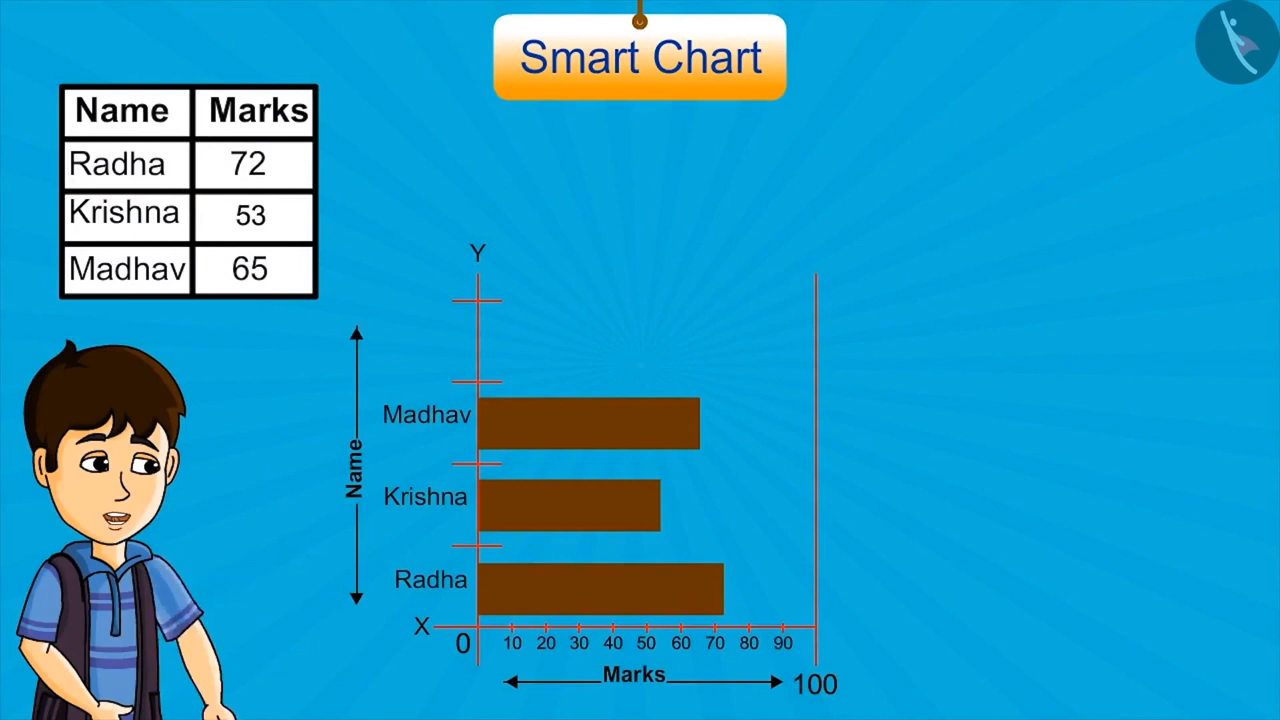 Smart Chart
Name Marks
Radha 72
Krishna 53
Madhav 65
Y
Name
Madhav
Krishna
Radha
X
0 10 20 30 40 50 60 70 80 90 100
Marks